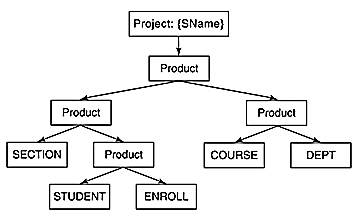 Project: {SName}
Product
Product Product
SECTION Product COURSE DEPT
STUDENT ENROLL